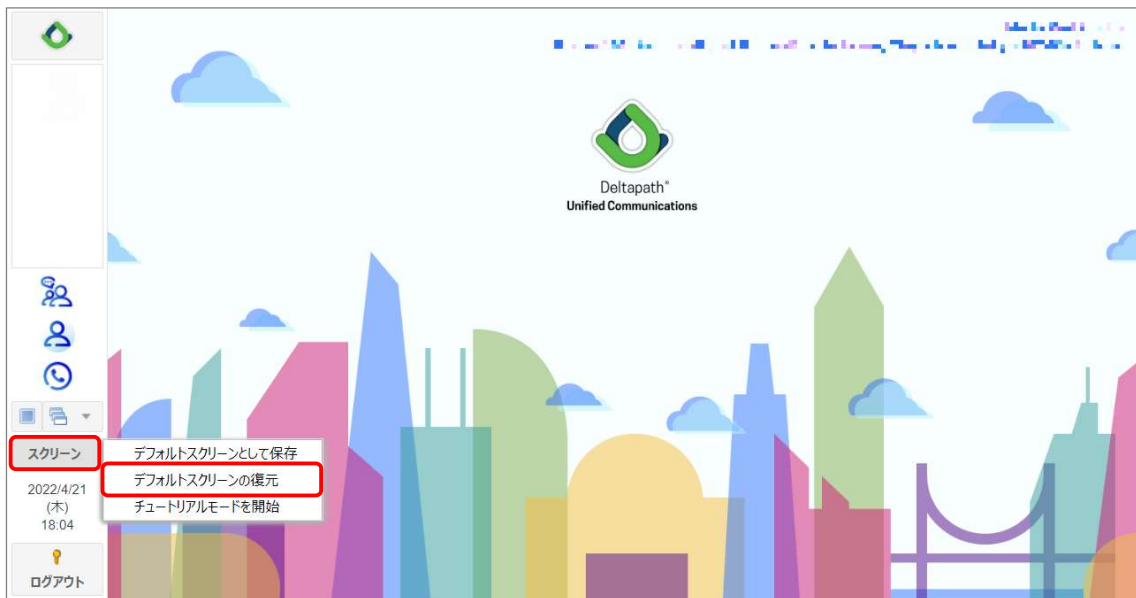 Deltapath®
Unified Communications
スクリーン
デフォルトスクリーンとして保存
デフォルトスクリーンの復元
チュートリアルモードを開始
2022/4/21
(木)
18:04
ログアウト